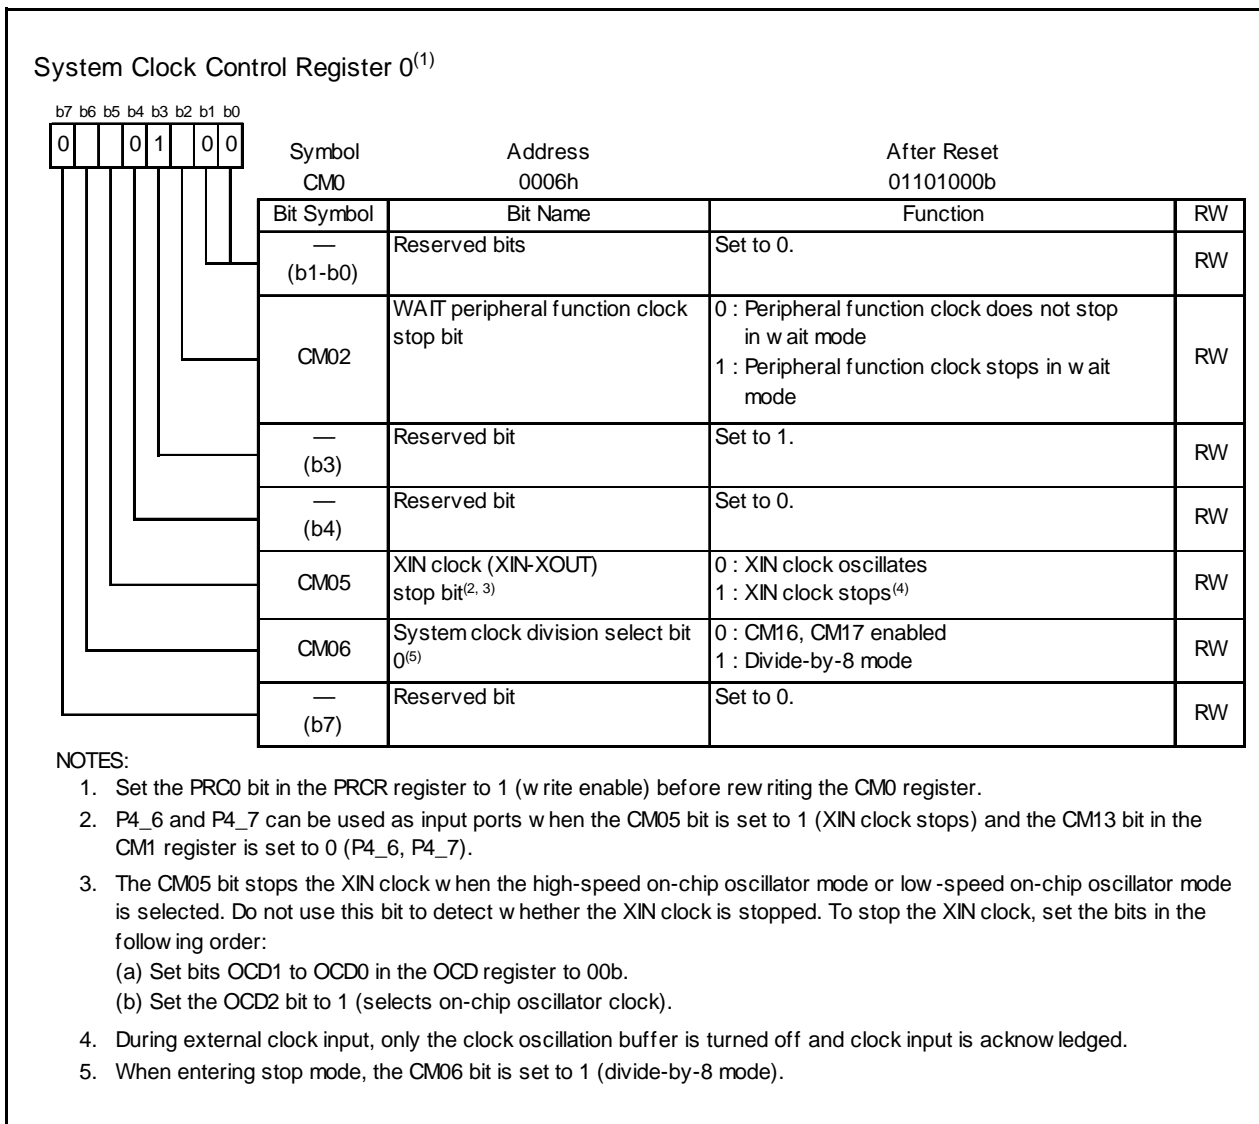 System Clock Control Register 0(1)
b7 b6 b5 b4 b3 b2 b1 b0
0 0 1 0 0
Symbol Address After Reset
CM0 0006h 01101000b
Bit Symbol Bit Name Function RW
— (b1-b0) Reserved bits Set to 0. RW
CM02 WAIT peripheral function clock stop bit 0 : Peripheral function clock does not stop
in wait mode
1 : Peripheral function clock stops in wait
mode RW
— (b3) Reserved bit Set to 1. RW
— (b4) Reserved bit Set to 0. RW
CM05 XIN clock (XIN-XOUT)
stop bit(2, 3) 0 : XIN clock oscillates
1 : XIN clock stops(4) RW
CM06 System clock division select bit
0(5) 0 : CM16, CM17 enabled
1 : Divide-by-8 mode RW
— (b7) Reserved bit Set to 0. RW
NOTES:
1. Set the PRC0 bit in the PRCR register to 1 (write enable) before rewriting the CM0 register.
2. P4_6 and P4_7 can be used as input ports when the CM05 bit is set to 1 (XIN clock stops) and the CM13 bit in the
CM1 register is set to 0 (P4_6, P4_7).
3. The CM05 bit stops the XIN clock when the high-speed on-chip oscillator mode or low-speed on-chip oscillator mode
is selected. Do not use this bit to detect whether the XIN clock is stopped. To stop the XIN clock, set the bits in the
following order:
(a) Set bits OCD1 to OCD0 in the OCD register to 00b.
(b) Set the OCD2 bit to 1 (selects on-chip oscillator clock).
4. During external clock input, only the clock oscillation buffer is turned off and clock input is acknowledged.
5. When entering stop mode, the CM06 bit is set to 1 (divide-by-8 mode).